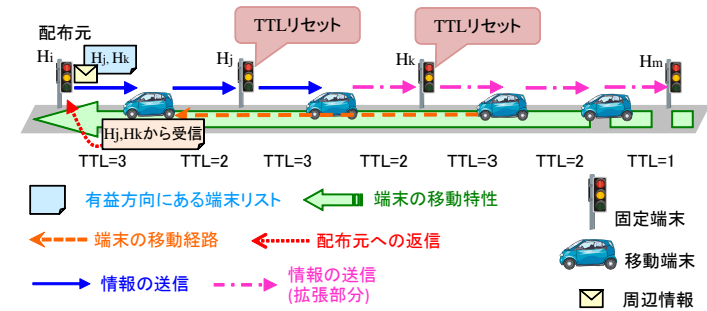 配布元
Hi
Hj, Hk
TTLリセット
Hj
TTLリセット
Hk
Hm
Hj,Hkから受信
TTL=3
TTL=2
TTL=3
TTL=2
TTL=3
TTL=2
TTL=1
有益方向にある端末リスト
端末の移動特性
固定端末
端末の移動経路
配布元への返信
移動端末
情報の送信
情報の送信
(拡張部分)
周辺情報